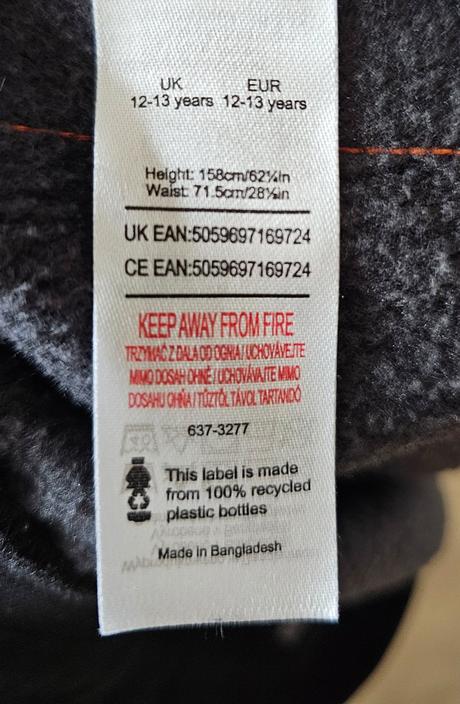 UK EUR
12-13 years 12-13 years
Height: 158cm/62¼in
Waist: 71.5cm/28¼in
UK EAN:5059697169724
CE EAN:5059697169724
KEEP AWAY FROM FIRE
TRZYMAĆ Z DALA OD OGNIA / UCHOVÁVEJTE
MIMO DOSAH OHNĚ / UCHOVÁVAJTE MIMO
DOSAHU OHŇA / TŰZTŐL TÁVOL TARTANDÓ
637-3277
This label is made
from 100% recycled
plastic bottles
Made in Bangladesh